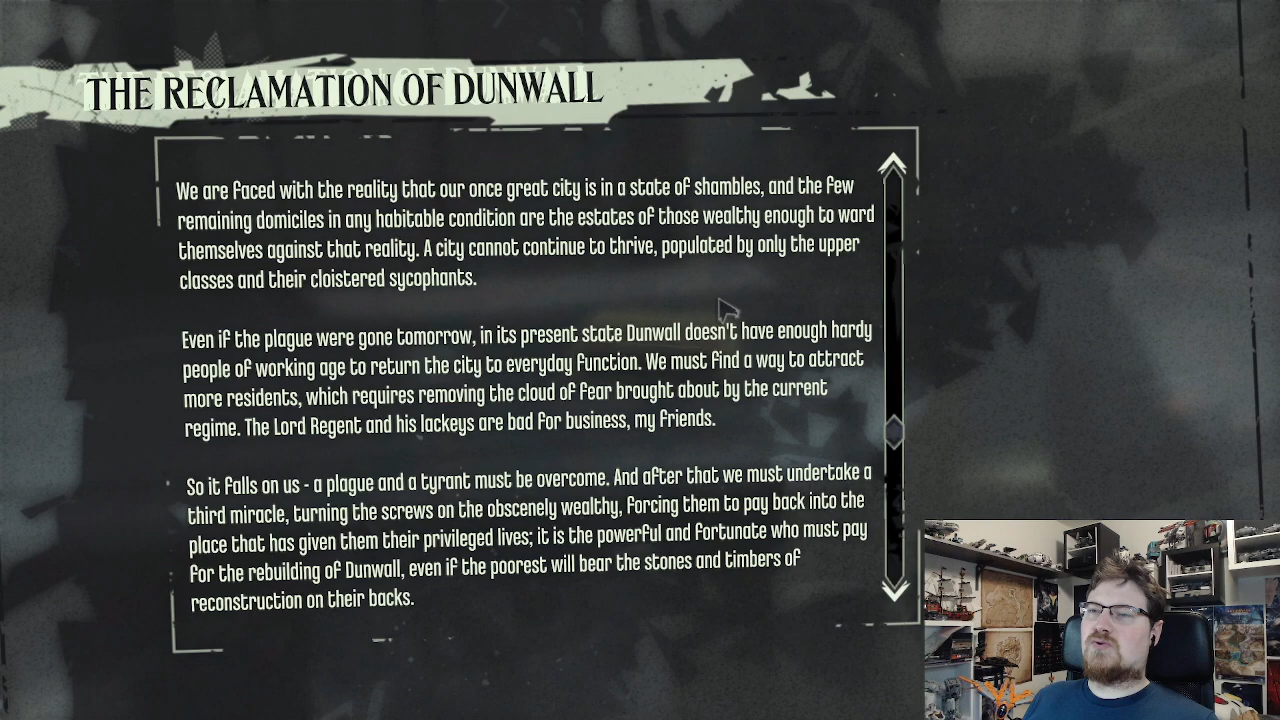 THE RECLAMATION OF DUNWALL
We are faced with the reality that our once great city is in a state of shambles, and the few
remaining domiciles in any habitable condition are the estates of those wealthy enough to ward
themselves against that reality. A city cannot continue to thrive, populated by only the upper
classes and their cloistered sycophants.
Even if the plague were gone tomorrow, in its present state Dunwall doesn't have enough hardy
people of working age to return the city to everyday function. We must find a way to attract
more residents, which requires removing the cloud of fear brought about by the current
regime. The Lord Regent and his lackeys are bad for business, my friends.
So it falls on us - a plague and a tyrant must be overcome. And after that we must undertake a
third miracle, turning the screws on the obscenely wealthy, forcing them to pay back into the
place that has given them their privileged lives; it is the powerful and fortunate who must pay
for the rebuilding of Dunwall, even if the poorest will bear the stones and timbers of
reconstruction on their backs.